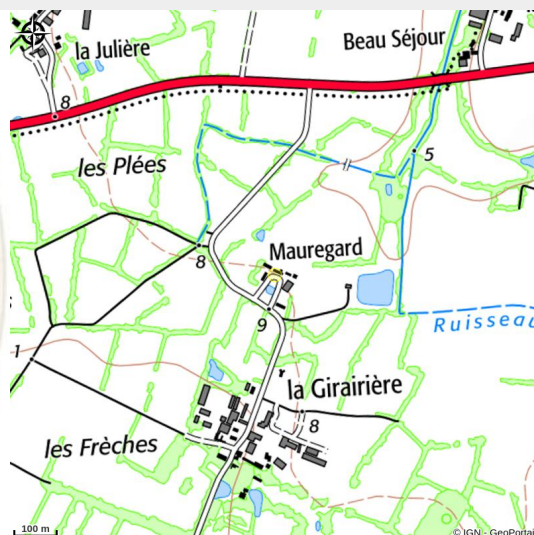 la Julière
Beau Séjour
8
5
les Plées
Mauregard
8
9
Ruisseau
1
la Girairière
8
les Frèches
100 m
© IGN - GeoPortai